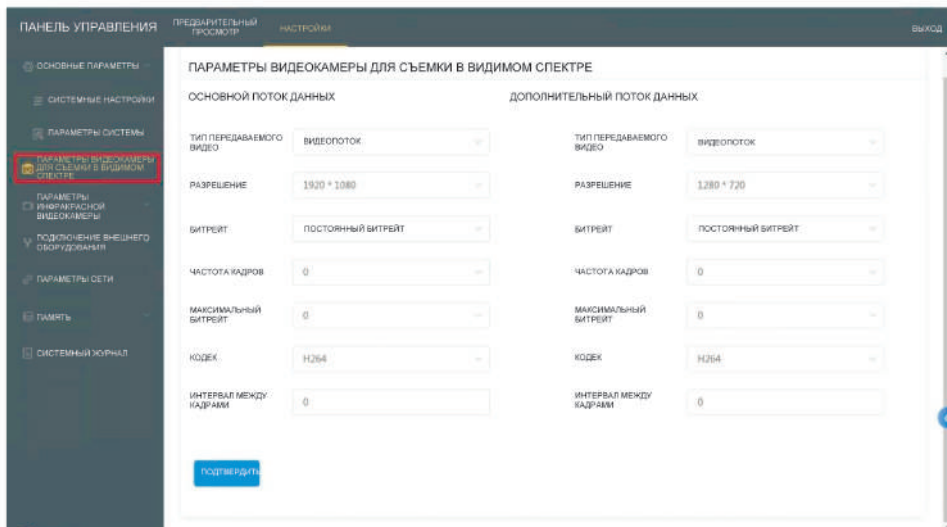 ПАНЕЛЬ УПРАВЛЕНИЯ
ПРЕДВАРИТЕЛЬНЫЙ
ПРОСМОТР
НАСТРОЙКИ
ВЫХОД
ОСНОВНЫЕ ПАРАМЕТРЫ
СИСТЕМНЫЕ НАСТРОЙКИ
ПАРАМЕТРЫ СИСТЕМЫ
ПАРАМЕТРЫ ВИДЕОКАМЕРЫ
ДЛЯ СЪЕМКИ В ВИДИМОМ
СПЕКТРЕ
ПАРАМЕТРЫ
ИНФРАКРАСНОЙ
ВИДЕОКАМЕРЫ
ПОДКЛЮЧЕНИЕ ВНЕШНЕГО
ОБОРУДОВАНИЯ
ПАРАМЕТРЫ СЕТИ
ПАМЯТЬ
СИСТЕМНЫЙ ЖУРНАЛ
ПАРАМЕТРЫ ВИДЕОКАМЕРЫ ДЛЯ СЪЕМКИ В ВИДИМОМ СПЕКТРЕ
ОСНОВНОЙ ПОТОК ДАННЫХ
ТИП ПЕРЕДАВАЕМОГО
ВИДЕО
ВИДЕОПОТОК
РАЗРЕШЕНИЕ
1920 * 1080
БИТРЕЙТ
ПОСТОЯННЫЙ БИТРЕЙТ
ЧАСТОТА КАДРОВ
0
МАКСИМАЛЬНЫЙ
БИТРЕЙТ
0
КОДЕК
H264
ИНТЕРВАЛ МЕЖДУ
КАДРАМИ
0
ДОПОЛНИТЕЛЬНЫЙ ПОТОК ДАННЫХ
ТИП ПЕРЕДАВАЕМОГО
ВИДЕО
ВИДЕОПОТОК
РАЗРЕШЕНИЕ
1280 * 720
БИТРЕЙТ
ПОСТОЯННЫЙ БИТРЕЙТ
ЧАСТОТА КАДРОВ
0
МАКСИМАЛЬНЫЙ
БИТРЕЙТ
0
КОДЕК
H264
ИНТЕРВАЛ МЕЖДУ
КАДРАМИ
0
ПОДТВЕРДИТЬ